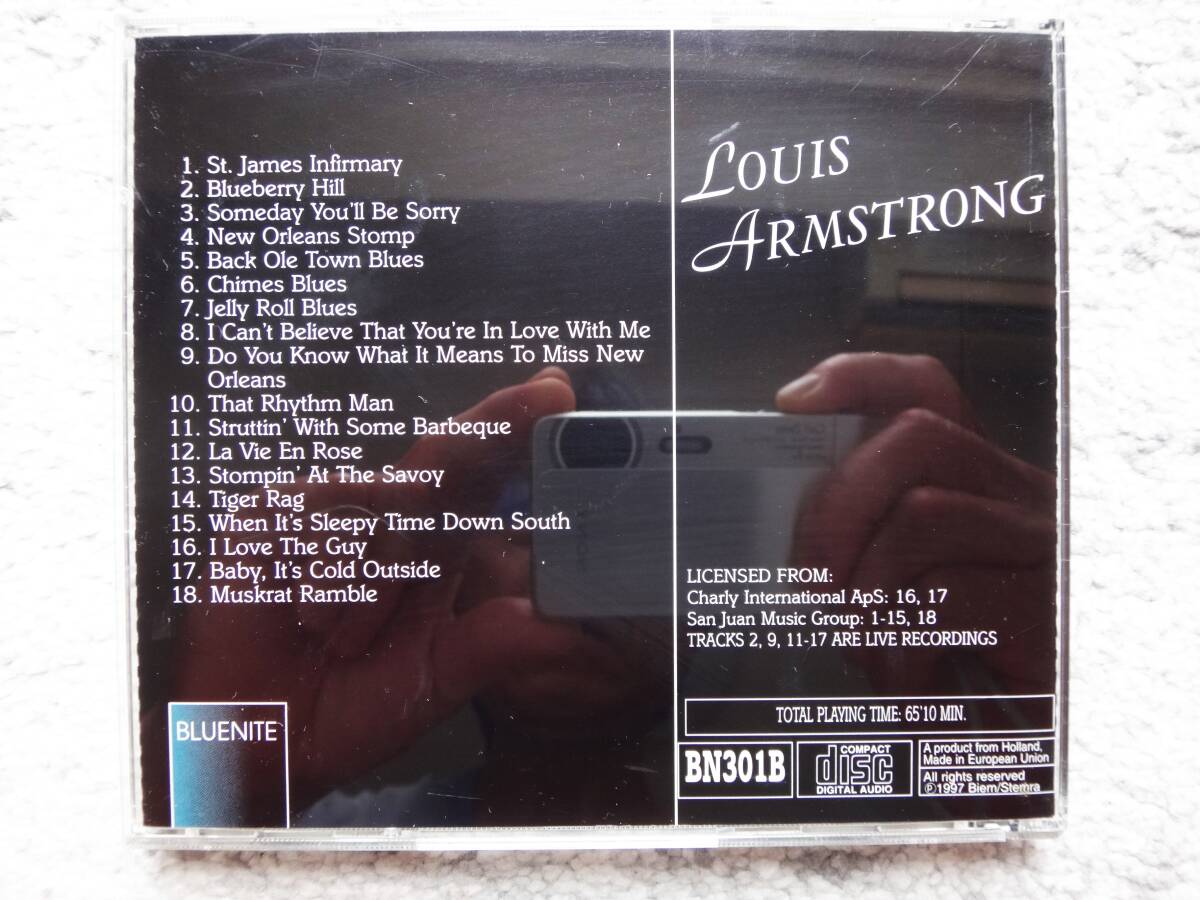 1. St. James Infirmary
2. Blueberry Hill
3. Someday You'll Be Sorry
4. New Orleans Stomp
5. Back Ole Town Blues
6. Chimes Blues
7. Jelly Roll Blues
8. I Can't Believe That You're In Love With Me
9. Do You Know What It Means To Miss New
Orleans
10. That Rhythm Man
11. Struttin' With Some Barbeque
12. La Vie En Rose
13. Stompin' At The Savoy
14. Tiger Rag
15. When It's Sleepy Time Down South
16. I Love The Guy
17. Baby, It's Cold Outside
18. Muskrat Ramble
BLUENITE
LOUIS
ARMSTRONG
LICENSED FROM:
Charly International ApS: 16, 17
San Juan Music Group: 1-15, 18
TRACKS 2, 9, 11-17 ARE LIVE RECORDINGS
TOTAL PLAYING TIME: 65'10 MIN.
BN301B
COMPACT
disc
DIGITAL AUDIO
A product from Holland,
Made in European Union
All rights reserved
℗1997 Biem/Stemra